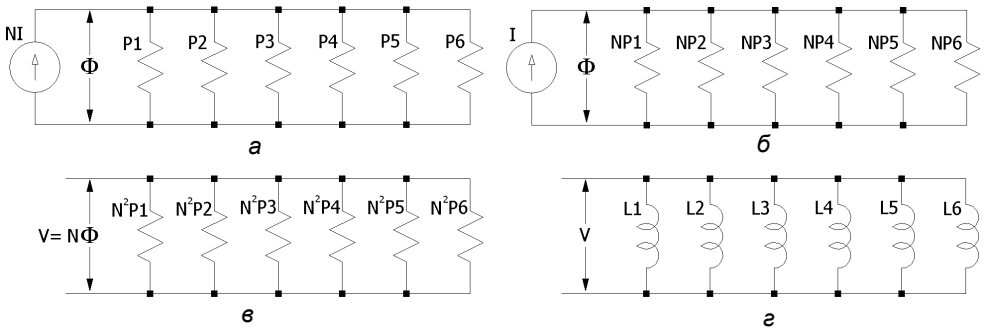 NI Φ P1 P2 P3 P4 P5 P6
а
I Φ NP1 NP2 NP3 NP4 NP5 NP6
б
V= NΦ N²P1 N²P2 N²P3 N²P4 N²P5 N²P6
в
V L1 L2 L3 L4 L5 L6
г